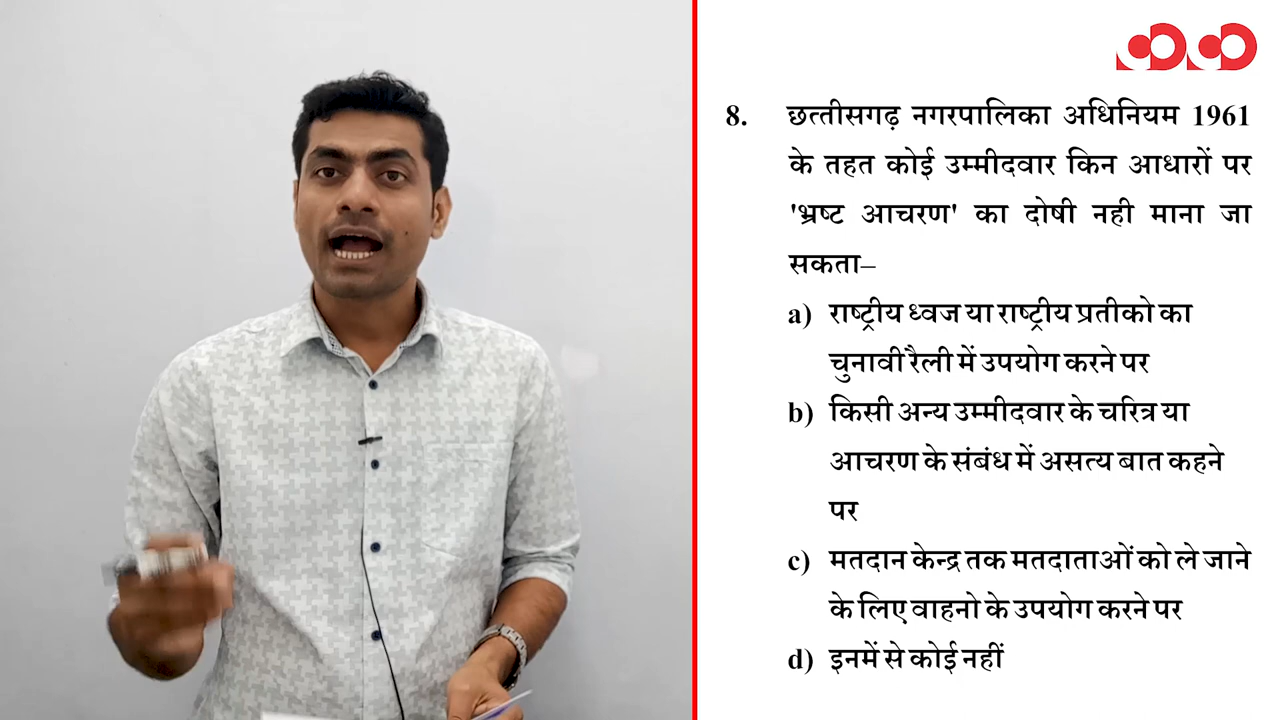 8. छत्तीसगढ़ नगरपालिका अधिनियम 1961
के तहत कोई उम्मीदवार किन आधारों पर
'भ्रष्ट आचरण' का दोषी नही माना जा
सकता–
a) राष्ट्रीय ध्वज या राष्ट्रीय प्रतीको का
चुनावी रैली में उपयोग करने पर
b) किसी अन्य उम्मीदवार के चरित्र या
आचरण के संबंध में असत्य बात कहने
पर
c) मतदान केन्द्र तक मतदाताओं को ले जाने
के लिए वाहनो के उपयोग करने पर
d) इनमें से कोई नहीं